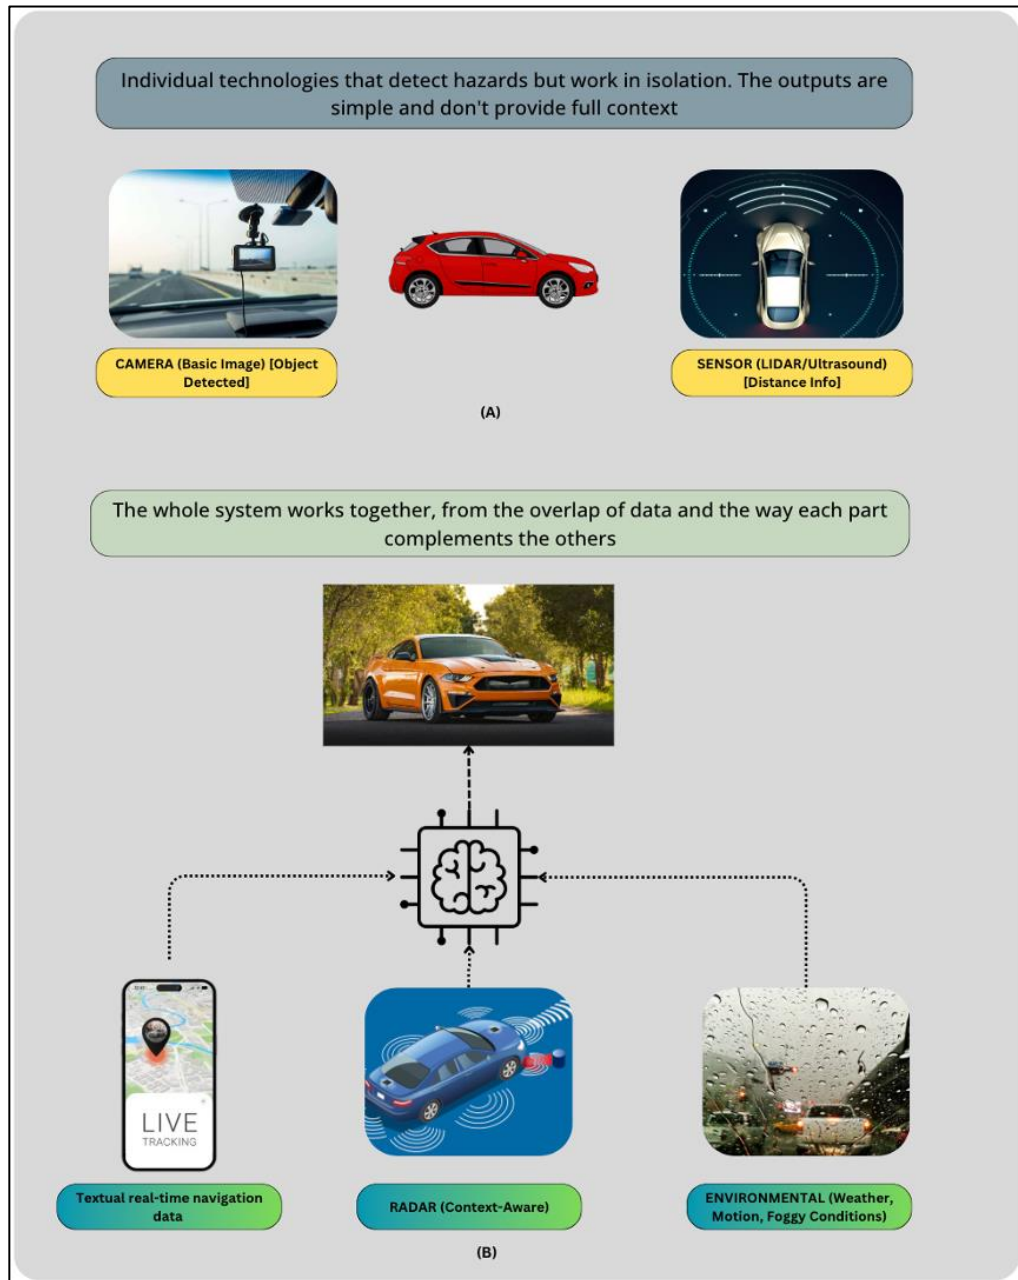 Individual technologies that detect hazards but work in isolation. The outputs are
simple and don't provide full context
CAMERA (Basic Image) [Object
Detected]
SENSOR (LIDAR/Ultrasound)
[Distance Info]
(A)
The whole system works together, from the overlap of data and the way each part
complements the others
LIVE
TRACKING
Textual real-time navigation
data
RADAR (Context-Aware)
ENVIRONMENTAL (Weather,
Motion, Foggy Conditions)
(B)